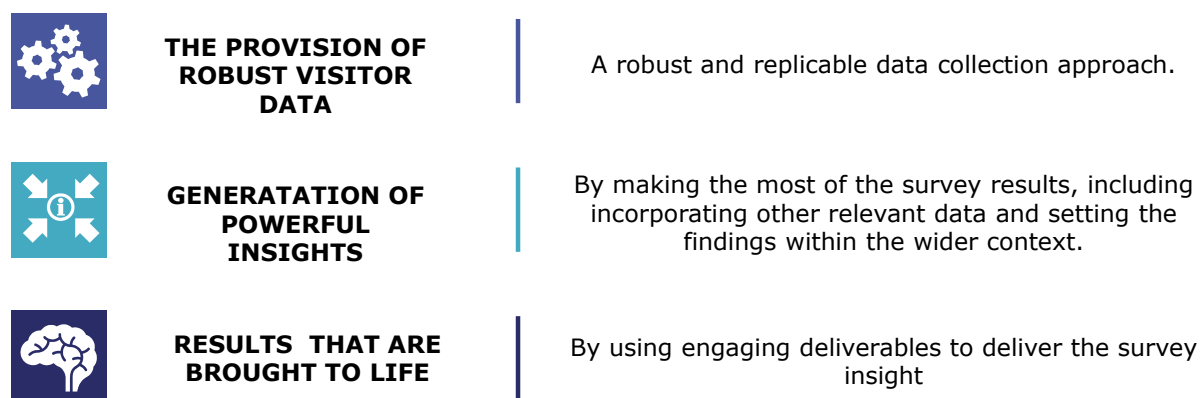 THE PROVISION OF
ROBUST VISITOR
DATA
A robust and replicable data collection approach.
GENERATATION OF
POWERFUL
INSIGHTS
By making the most of the survey results, including
incorporating other relevant data and setting the
findings within the wider context.
RESULTS  THAT ARE
BROUGHT TO LIFE
By using engaging deliverables to deliver the survey
insight